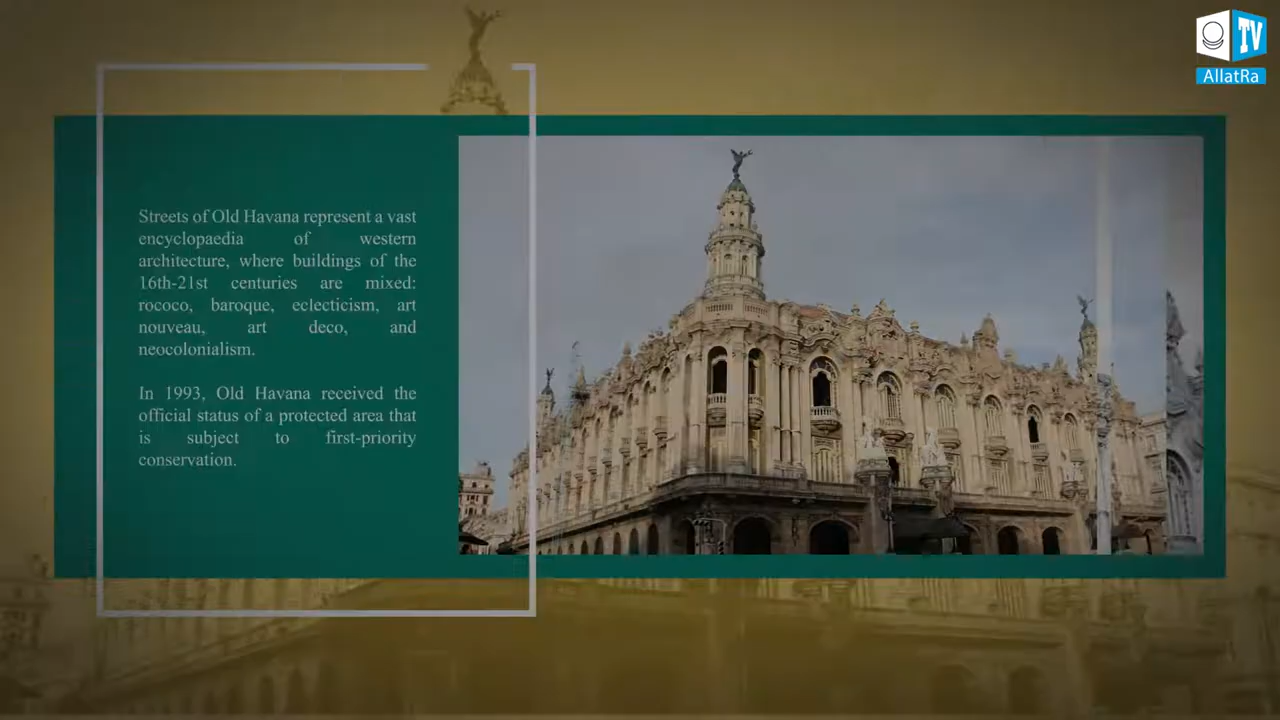 TV
AllatRa
Streets of Old Havana represent a vast
encyclopaedia of western
architecture, where buildings of the
16th-21st centuries are mixed:
rococo, baroque, eclecticism, art
nouveau, art deco, and
neocolonialism.
In 1993, Old Havana received the
official status of a protected area that
is subject to first-priority
conservation.